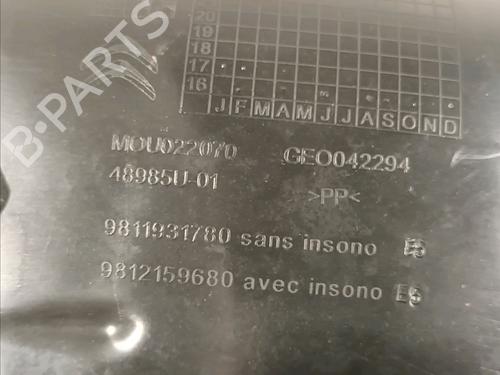 20
19
18
17
16
J F M A M J J A S O N D
MOU022070 GEO042294
48985U-01 >PP<
9811931780 sans insono
9812159680 avec insono
B-PARTS